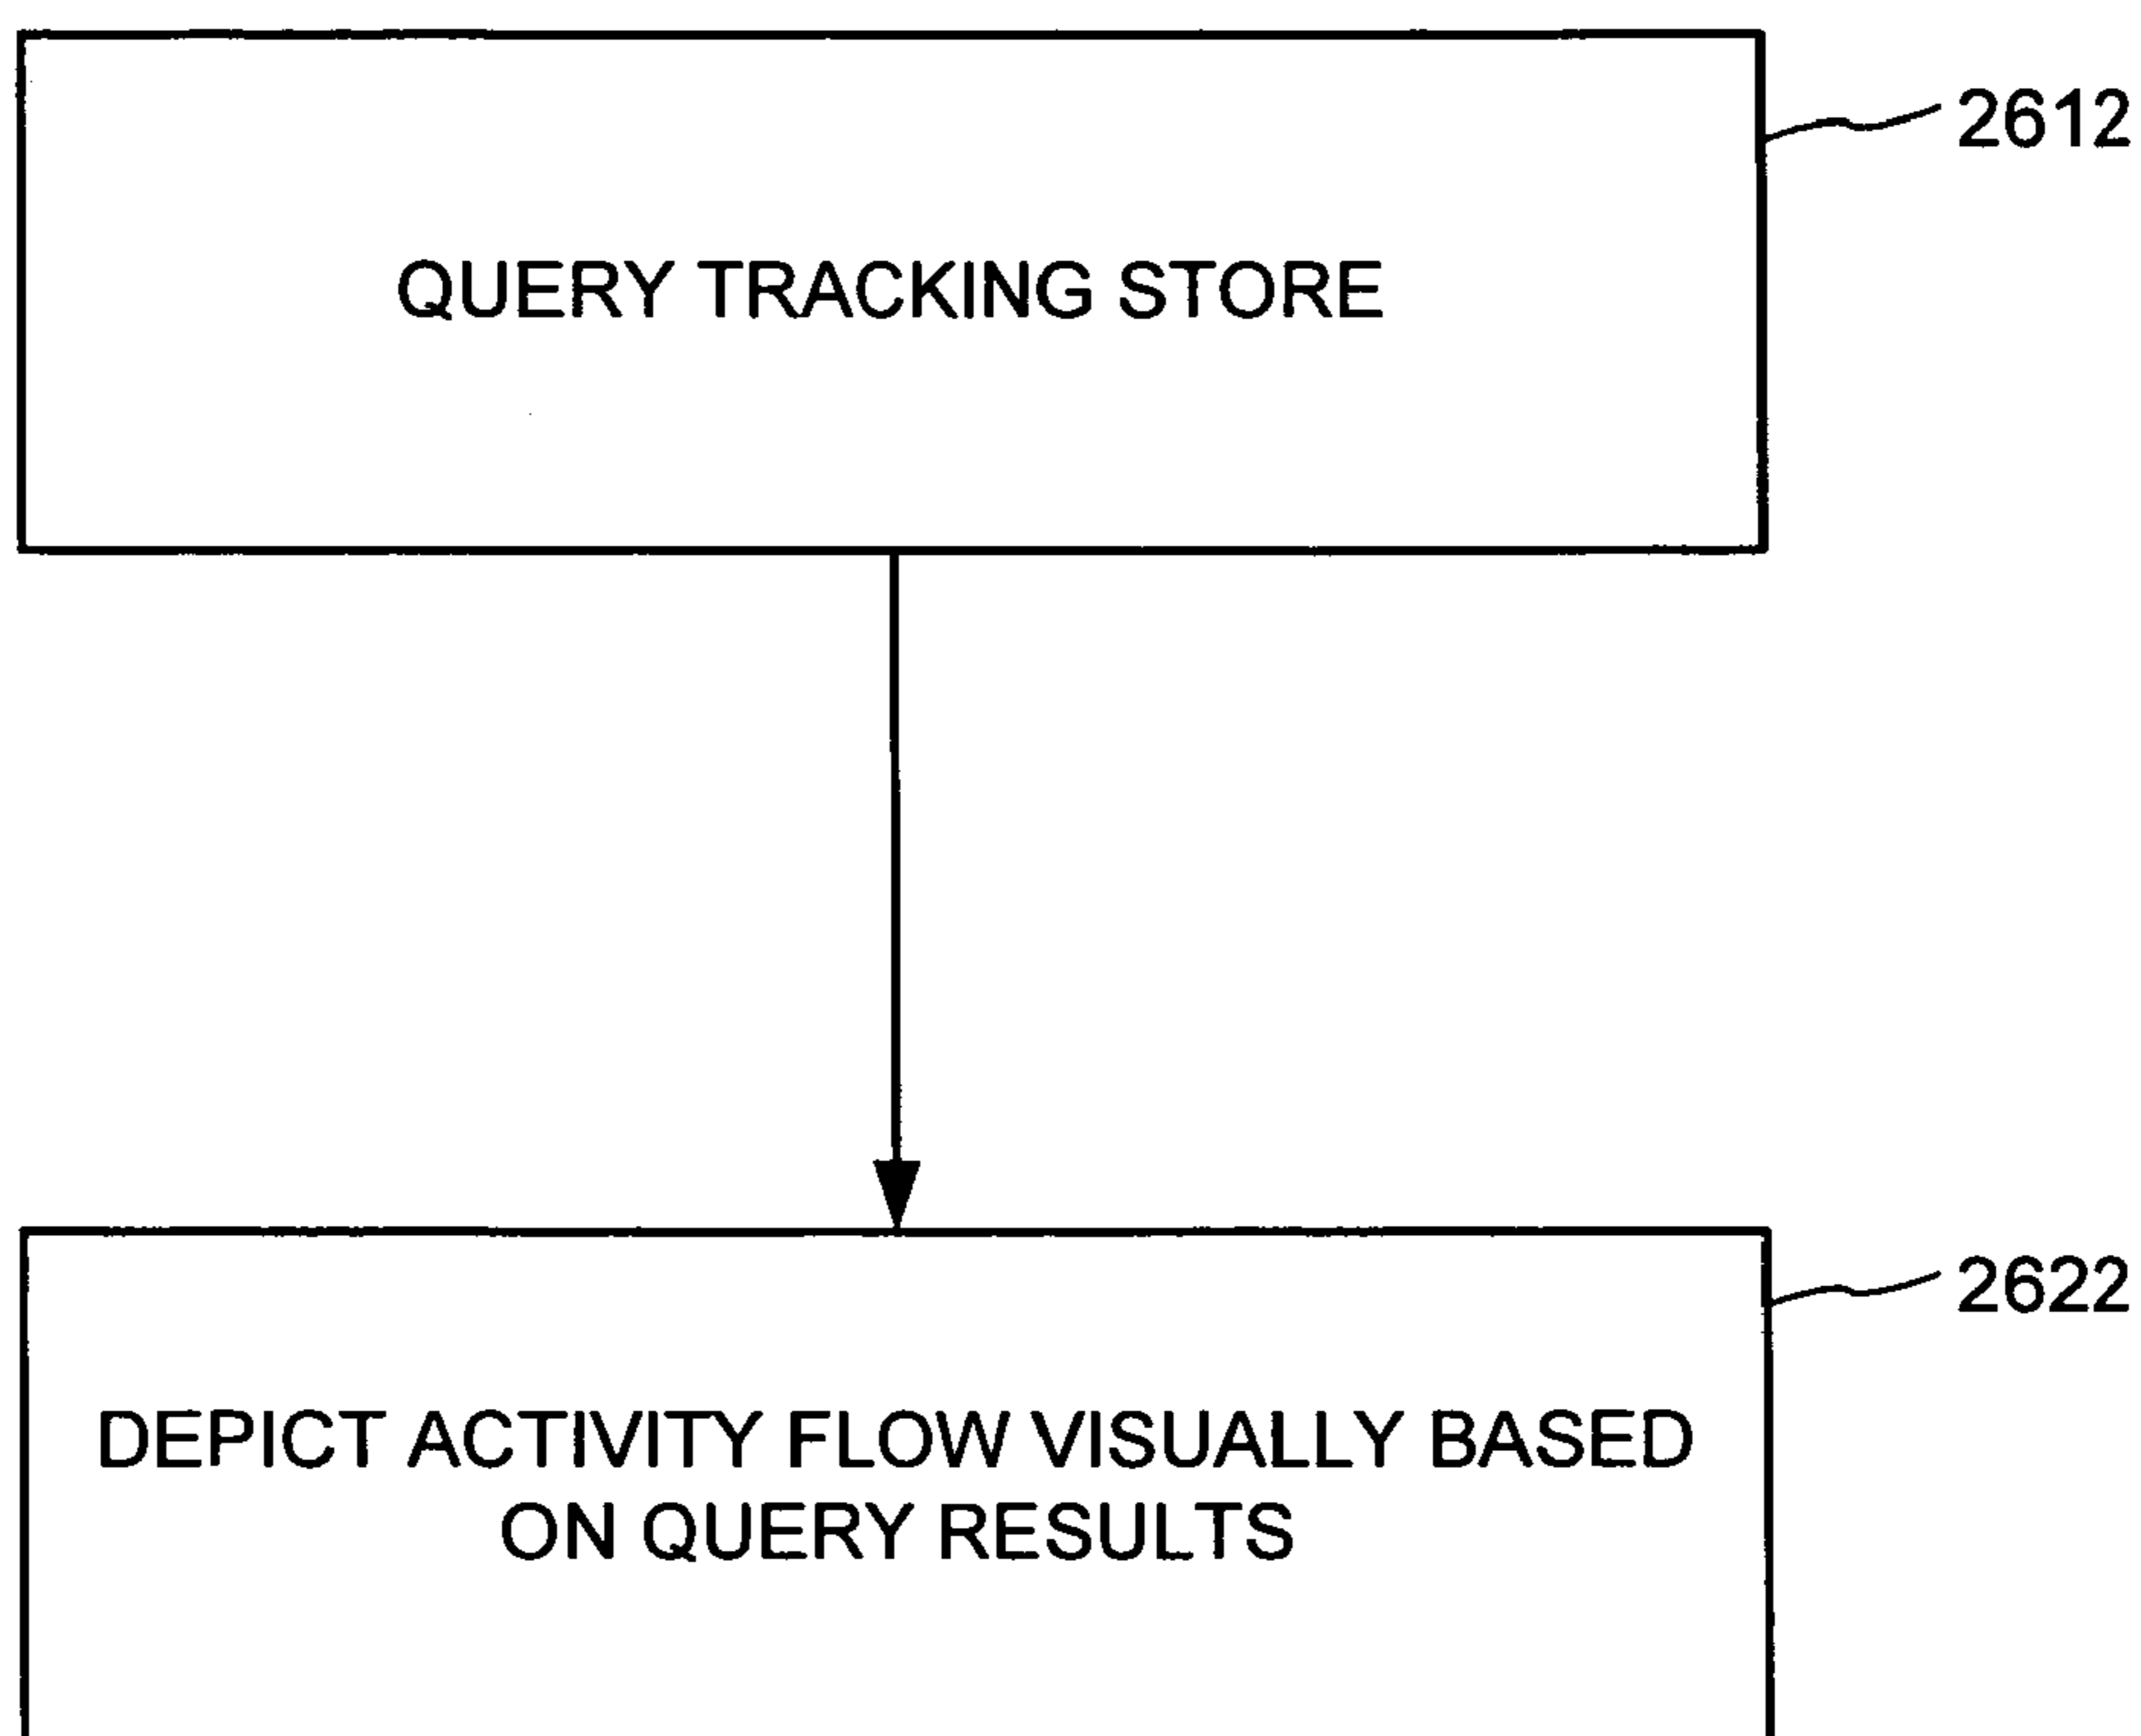 2612
QUERY TRACKING STORE
2622
DEPICT ACTIVITY FLOW VISUALLY BASED
ON QUERY RESULTS